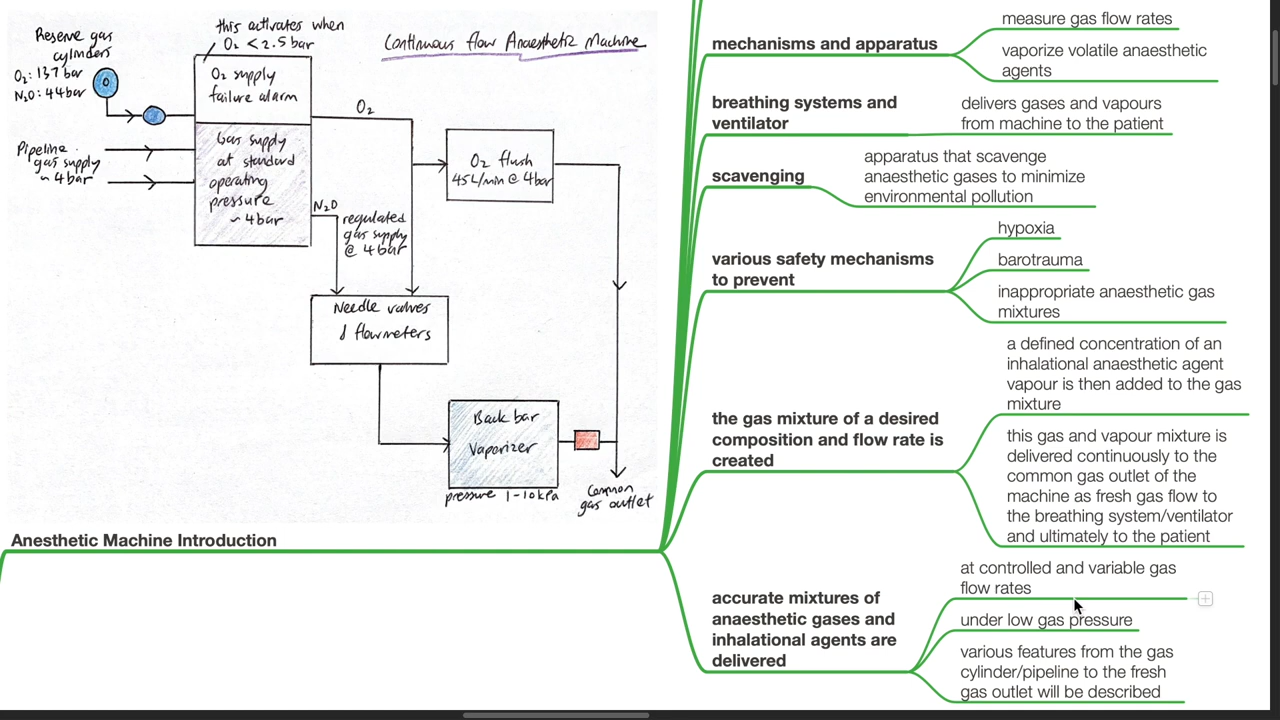 this activates when
O₂ < 2.5 bar
Continuous flow Anaesthetic Machine
Reserve gas
cylinders
O₂: 137 bar
N₂O: 44 bar
O₂ supply
failure alarm
O₂
Pipeline
gas supply
~ 4 bar
Gas supply
at standard
operating
pressure
~ 4 bar
N₂O
regulated
gas supply
@ 4 bar
O₂ flush
45L/min @ 4bar
Needle valves
& flowmeters
Back bar
Vaporizer
pressure 1-10kPa
Common
gas outlet
Anesthetic Machine Introduction
mechanisms and apparatus
measure gas flow rates
vaporize volatile anaesthetic
agents
breathing systems and
ventilator
delivers gases and vapours
from machine to the patient
scavenging
apparatus that scavenge
anaesthetic gases to minimize
environmental pollution
various safety mechanisms
to prevent
hypoxia
barotrauma
inappropriate anaesthetic gas
mixtures
the gas mixture of a desired
composition and flow rate is
created
a defined concentration of an
inhalational anaesthetic agent
vapour is then added to the gas
mixture
this gas and vapour mixture is
delivered continuously to the
common gas outlet of the
machine as fresh gas flow to
the breathing system/ventilator
and ultimately to the patient
accurate mixtures of
anaesthetic gases and
inhalational agents are
delivered
at controlled and variable gas
flow rates
under low gas pressure
various features from the gas
cylinder/pipeline to the fresh
gas outlet will be described